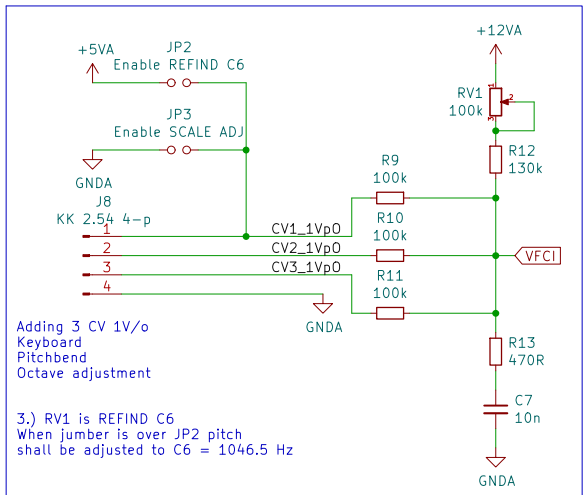 +5VA
JP2
Enable REFIND C6
JP3
Enable SCALE ADJ
GNDA
J8
KK 2.54 4-p
1
2
3
4
CV1_1VpO
CV2_1VpO
CV3_1VpO
GNDA
R9
100k
R10
100k
R11
100k
+12VA
RV1
100k
1
2
3
R12
130k
VFCI
R13
470R
C7
10n
GNDA
Adding 3 CV 1V/o
Keyboard
Pitchbend
Octave adjustment
3.) RV1 is REFIND C6
When jumber is over JP2 pitch
shall be adjusted to C6 = 1046.5 Hz